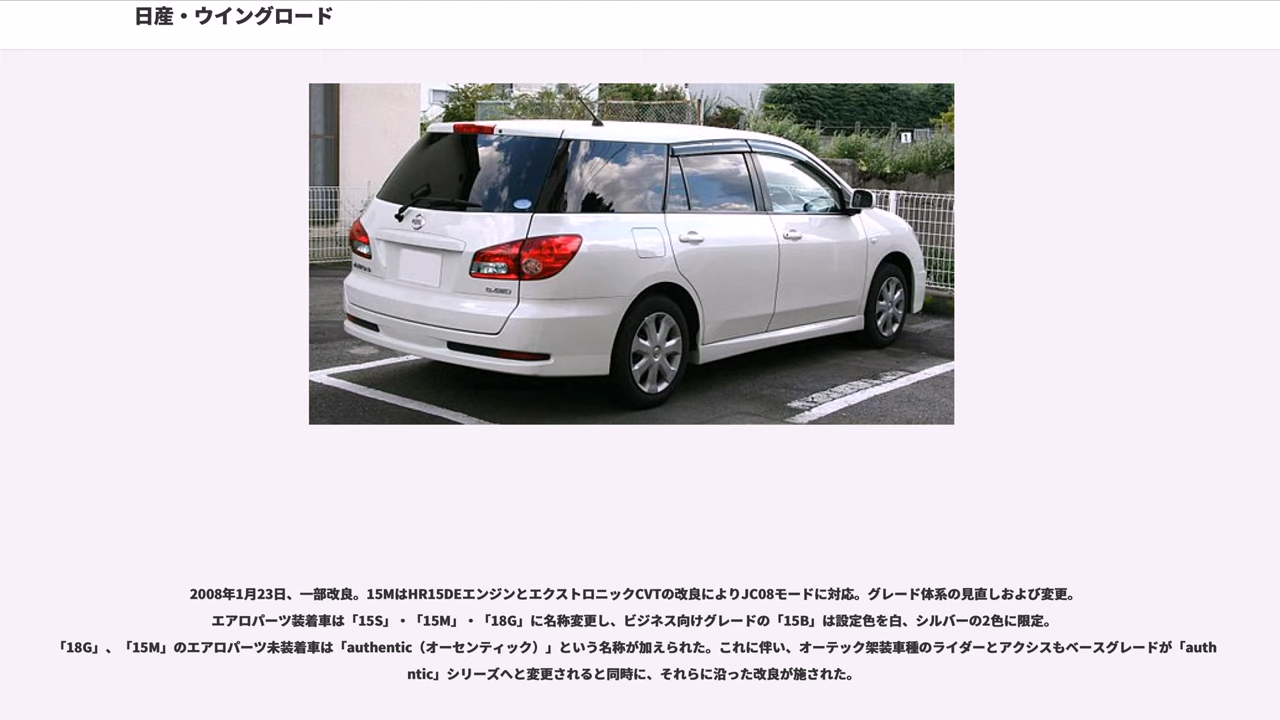 日産・ウイングロード
2008年1月23日、一部改良。15MはHR15DEエンジンとエクストロニックCVTの改良によりJC08モードに対応。グレード体系の見直しおよび変更。
エアロパーツ装着車は「15S」・「15M」・「18G」に名称変更し、ビジネス向けグレードの「15B」は設定色を白、シルバーの2色に限定。
「18G」、「15M」のエアロパーツ未装着車は「authentic（オーセンティック）」という名称が加えられた。これに伴い、オーテック架装車種のライダーとアクシスもベースグレードが「auth
ntic」シリーズへと変更されると同時に、それらに沿った改良が施された。